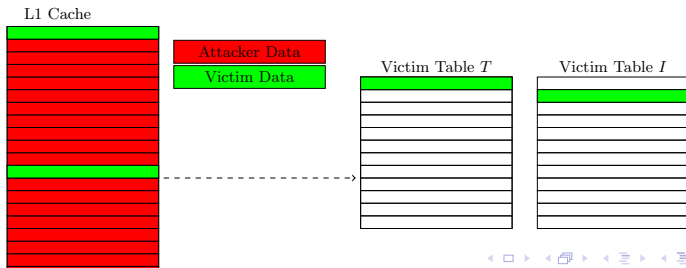 L1 Cache
Attacker Data
Victim Data
Victim Table T
Victim Table I